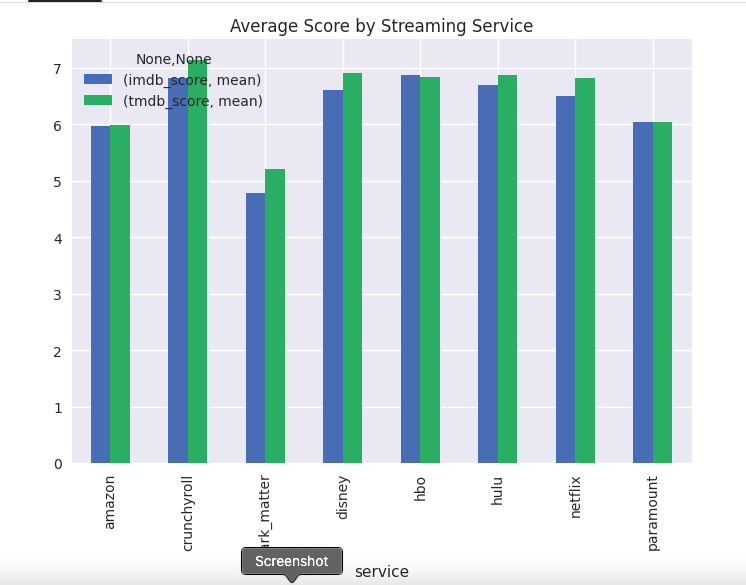 Average Score by Streaming Service
None,None
(imdb_score, mean)
(tmdb_score, mean)
7
6
5
4
3
2
1
0
amazon
crunchyroll
ark_matter
disney
hbo
hulu
netflix
paramount
Screenshot
service